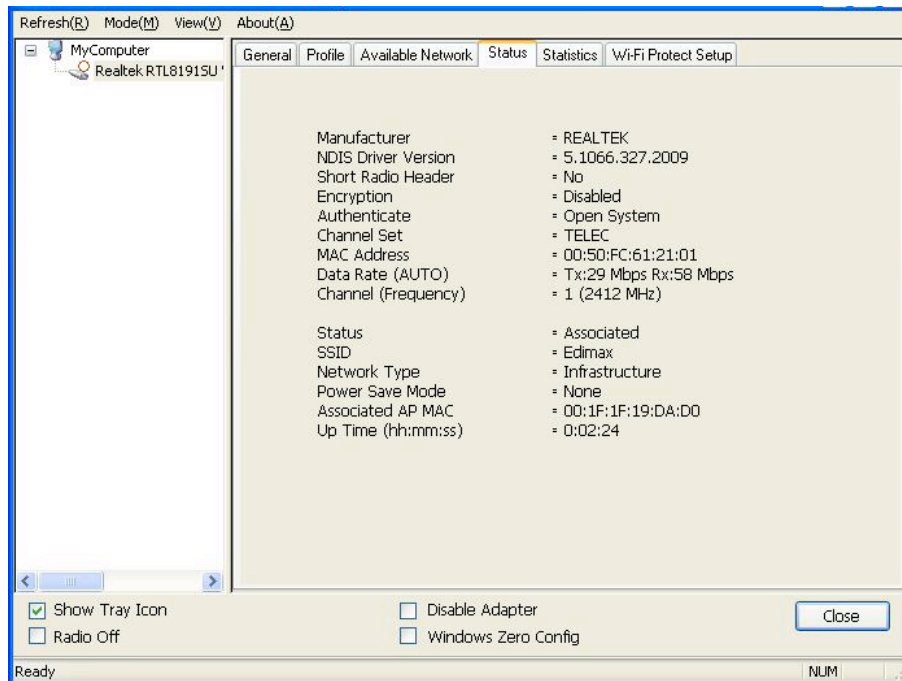 Refresh(R) Mode(M) View(V) About(A)
MyComputer
Realtek RTL8191SU
General Profile Available Network Status Statistics Wi-Fi Protect Setup
Manufacturer = REALTEK
NDIS Driver Version = 5.1066.327.2009
Short Radio Header = No
Encryption = Disabled
Authenticate = Open System
Channel Set = TELEC
MAC Address = 00:50:FC:61:21:01
Data Rate (AUTO) = Tx:29 Mbps Rx:58 Mbps
Channel (Frequency) = 1 (2412 MHz)
Status = Associated
SSID = Edimax
Network Type = Infrastructure
Power Save Mode = None
Associated AP MAC = 00:1F:1F:19:DA:D0
Up Time (hh:mm:ss) = 0:02:24
Show Tray Icon Disable Adapter Close
Radio Off Windows Zero Config
Ready NUM